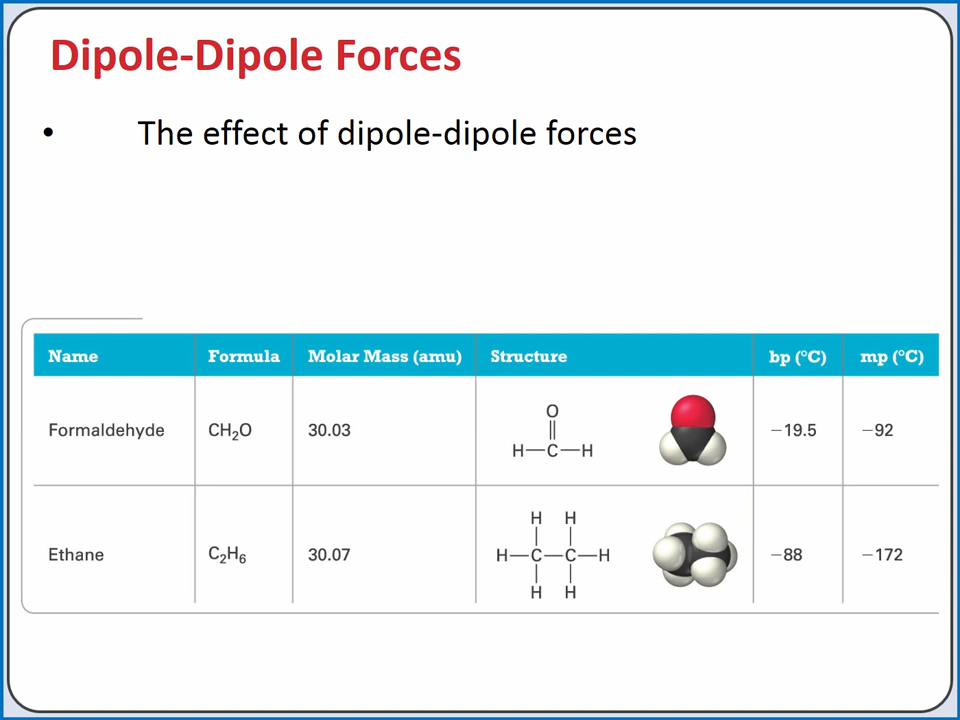 Dipole-Dipole Forces
• The effect of dipole-dipole forces
Name Formula Molar Mass (amu) Structure bp (°C) mp (°C)
O
Formaldehyde CH₂O 30.03 H—C—H −19.5 −92
H H
Ethane C₂H₆ 30.07 H—C—C—H −88 −172
H H